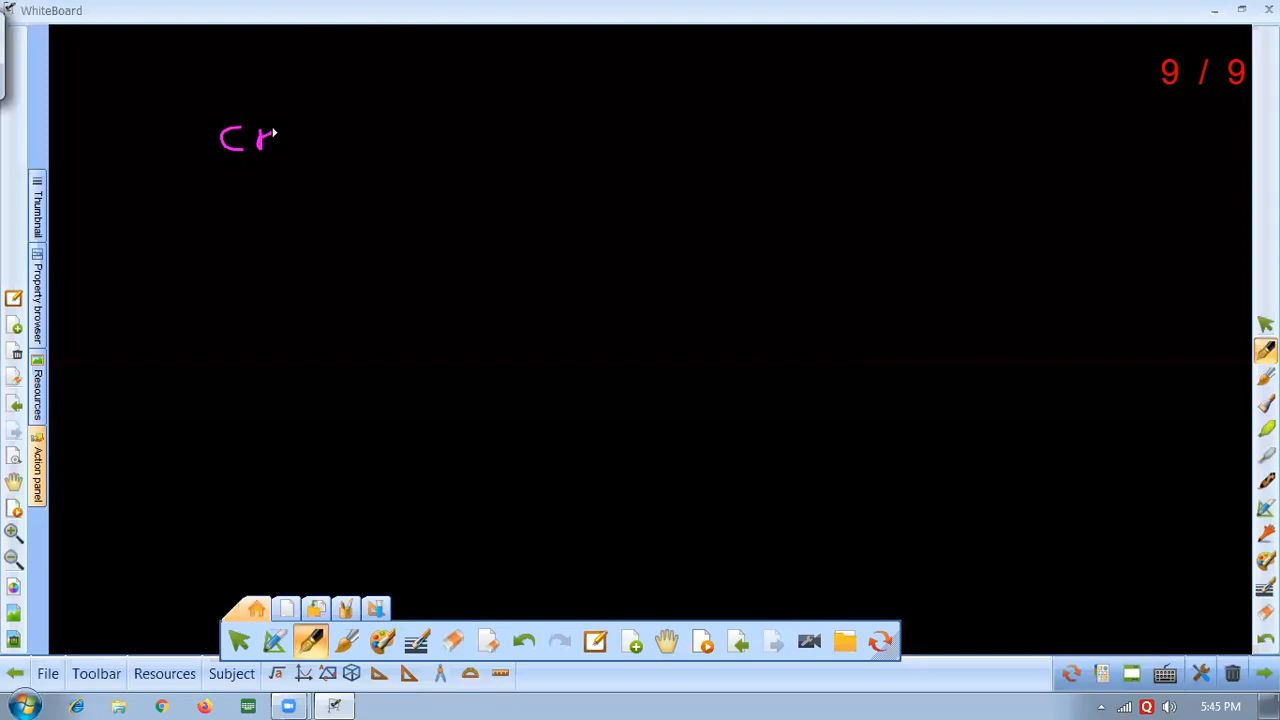 WhiteBoard
9 / 9
Cr
Thumbnail
Property browser
Resources
Action panel
File
Toolbar
Resources
Subject
5:45 PM